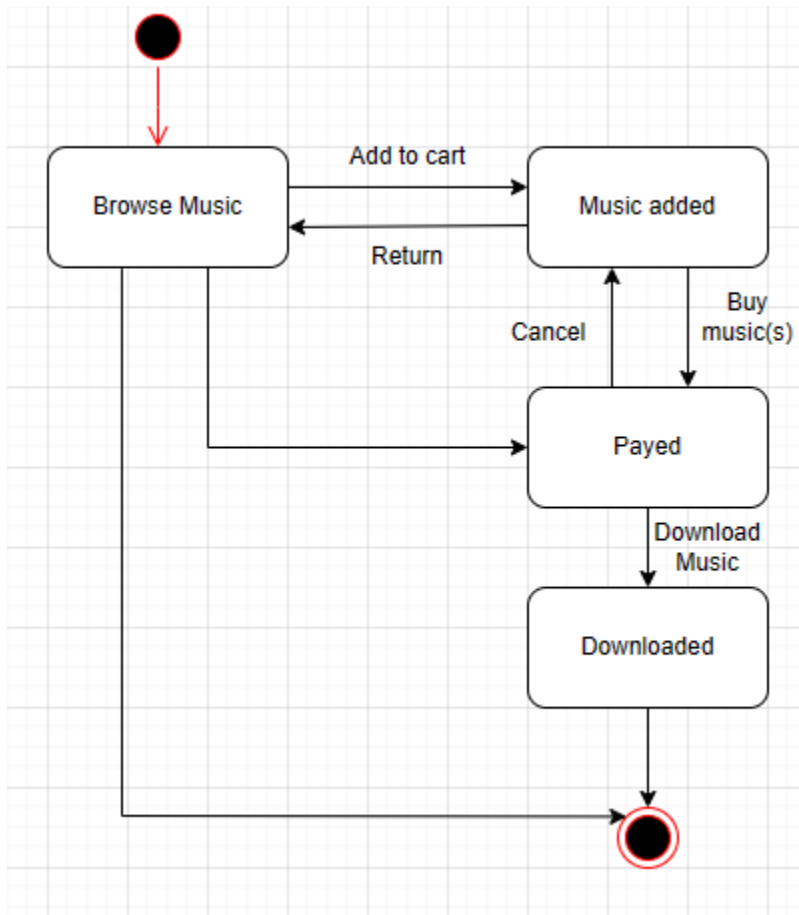 Add to cart
Browse Music
Music added
Return
Buy
music(s)
Cancel
Payed
Download
Music
Downloaded